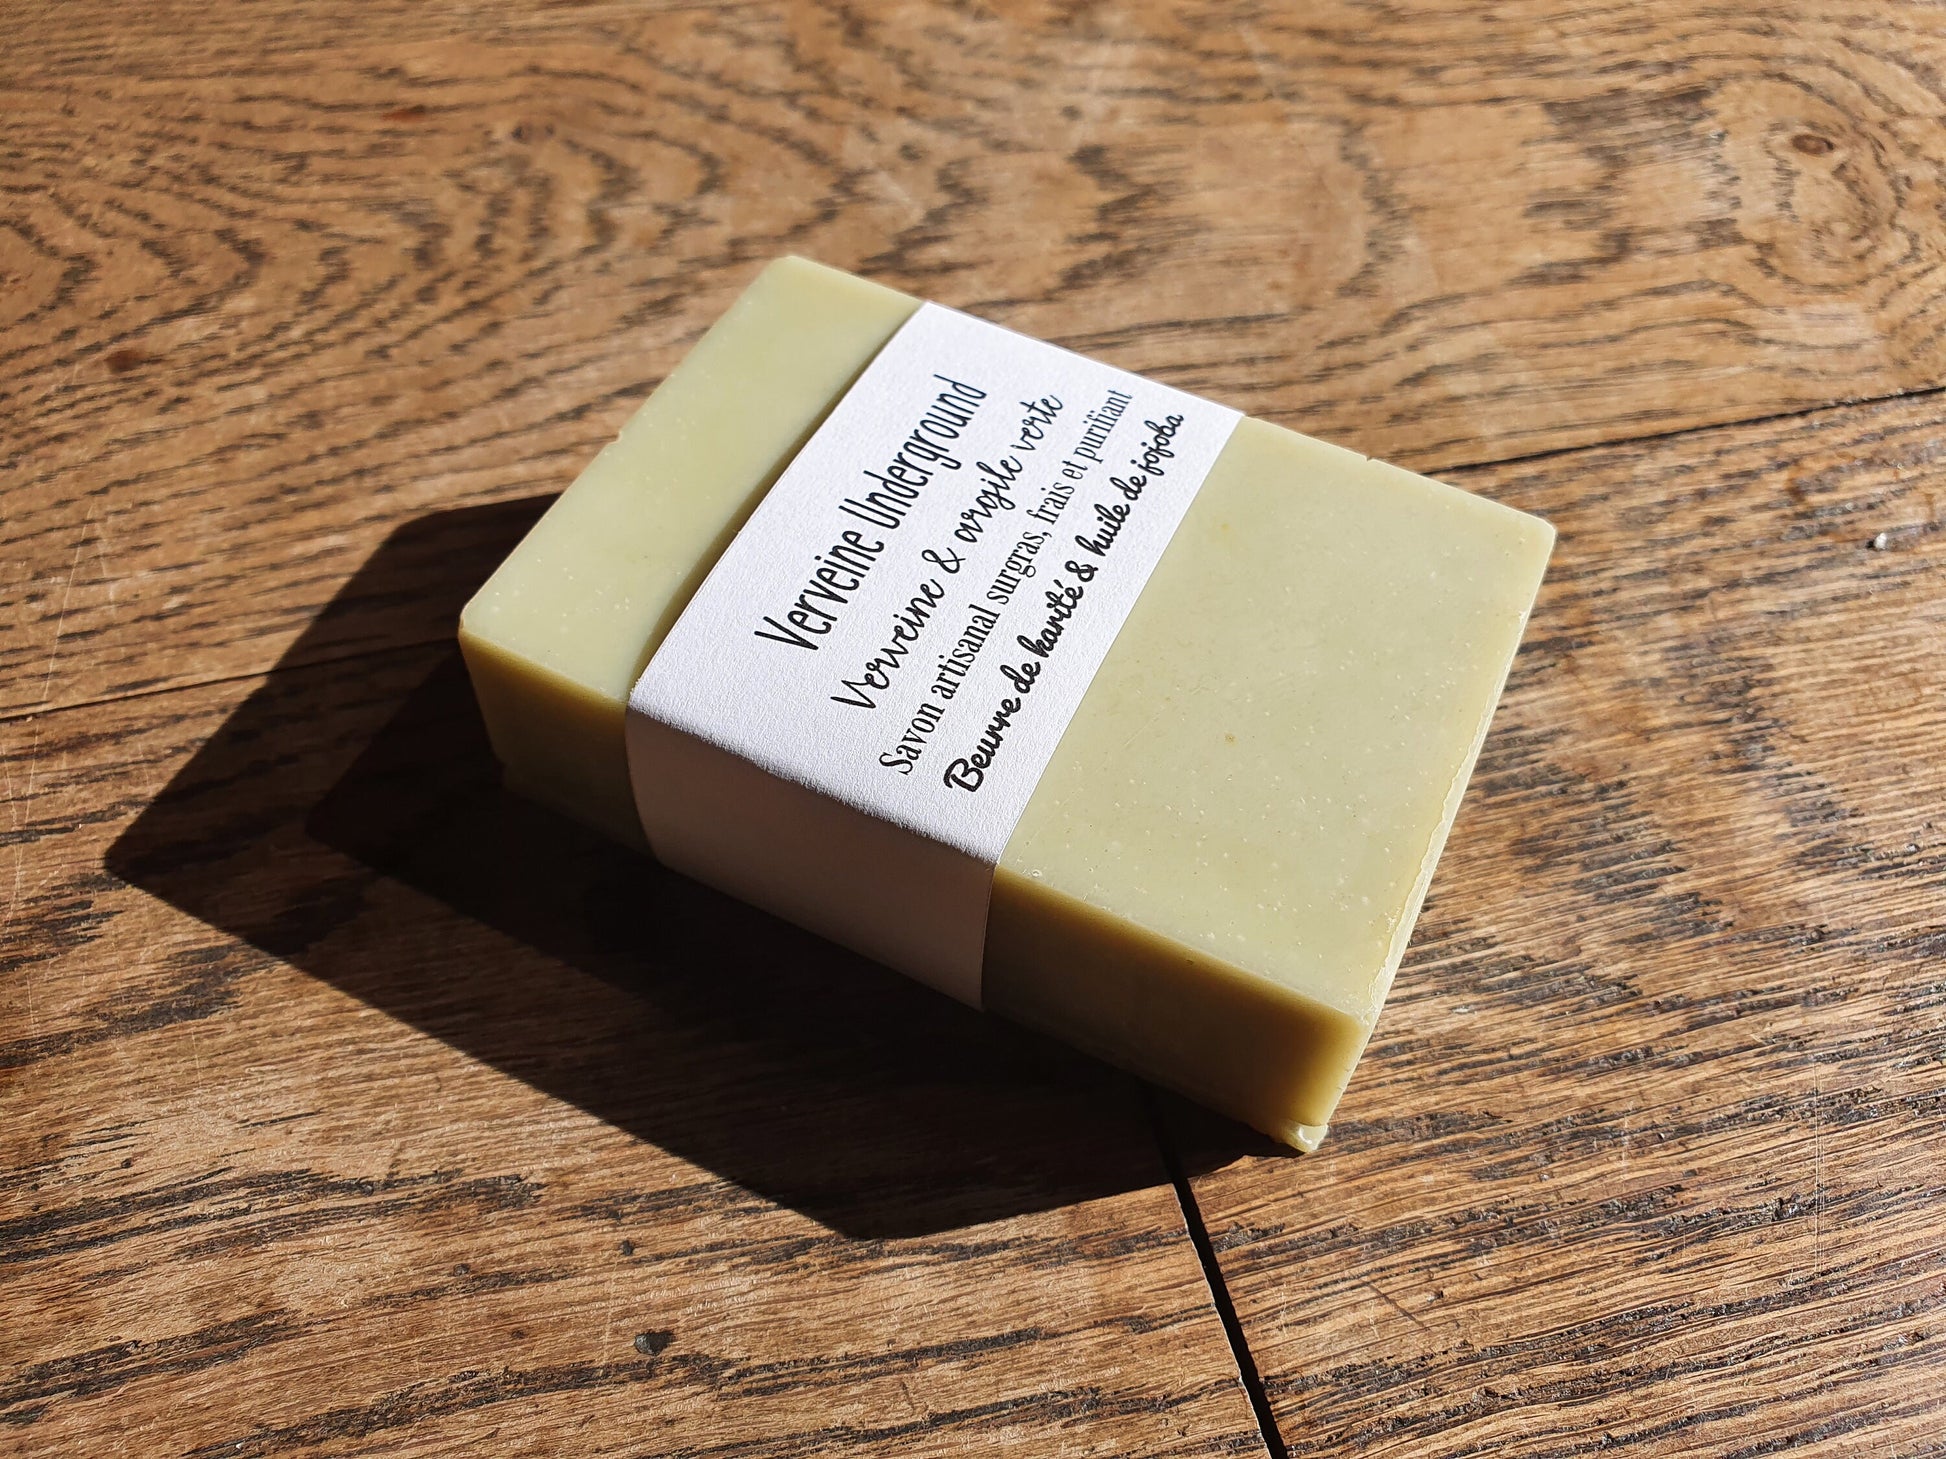 Verveine Underground
Verveine & argile verte
Savon artisanal surgras, frais et purifiant
Beurre de karité & huile de jojoba